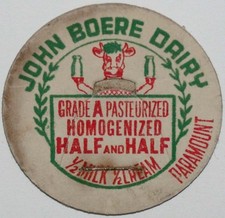 JOHN BOERE DAIRY
GRADE A PASTEURIZED
HOMOGENIZED
HALF AND HALF
½ MILK ½ CREAM
PARAMOUNT